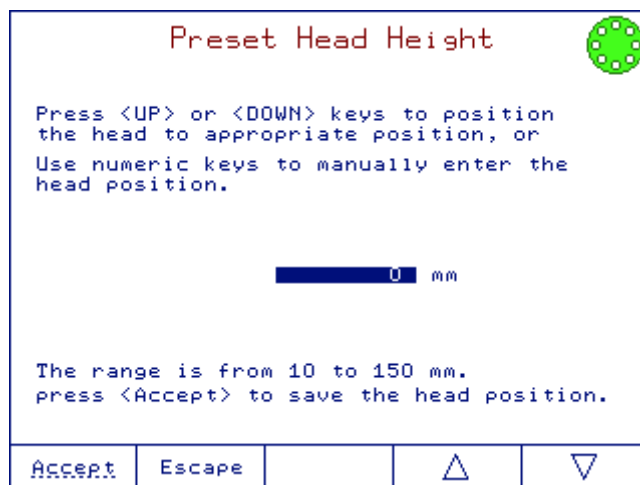 Preset Head Height
Press <UP> or <DOWN> keys to position
the head to appropriate position, or
Use numeric keys to manually enter the
head position.
0 mm
The range is from 10 to 150 mm.
press <Accept> to save the head position.
Accept Escape